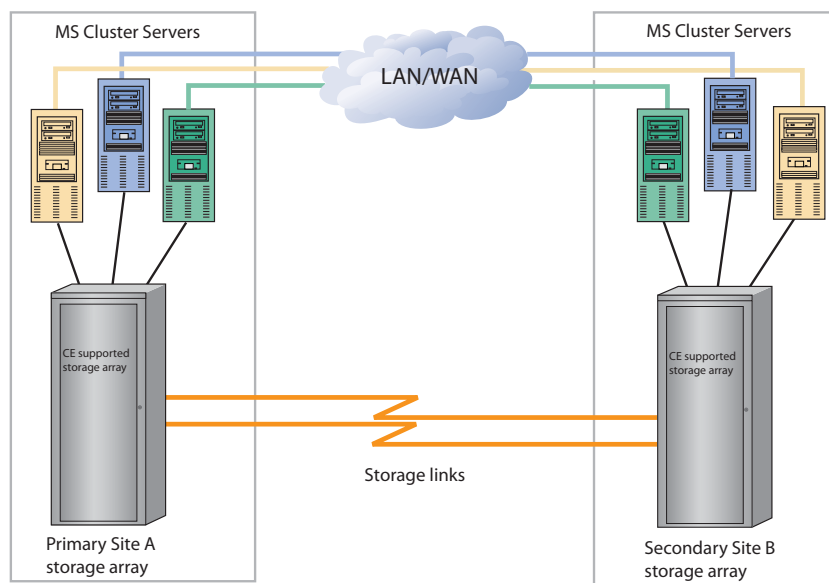 MS Cluster Servers
MS Cluster Servers
LAN/WAN
CE supported
storage array
CE supported
storage array
Storage links
Primary Site A
storage array
Secondary Site B
storage array